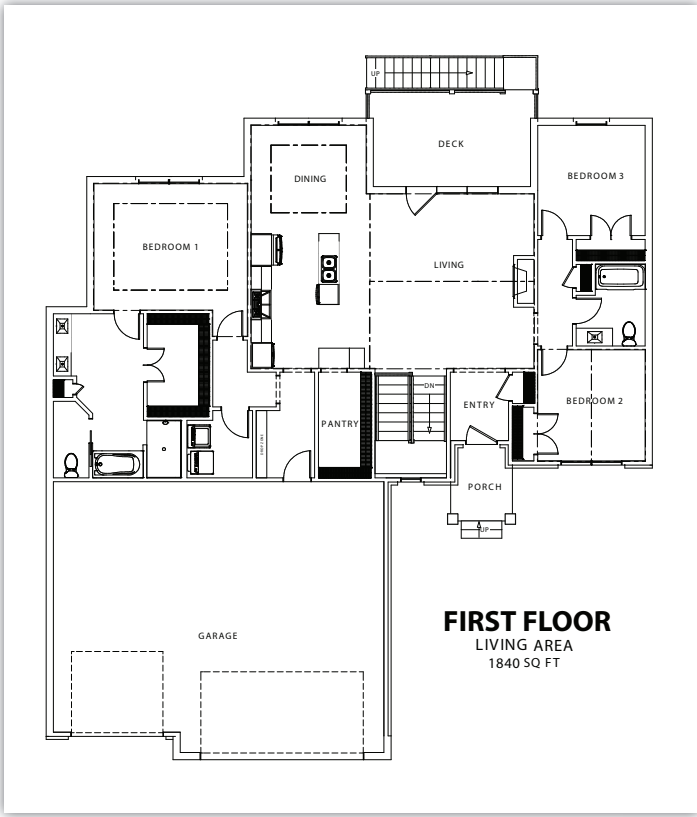 UP
DECK
BEDROOM 3
DINING
BEDROOM 1
LIVING
DN
ENTRY
BEDROOM 2
PANTRY
PORCH
UP
GARAGE
FIRST FLOOR
LIVING AREA
1840 SQ FT